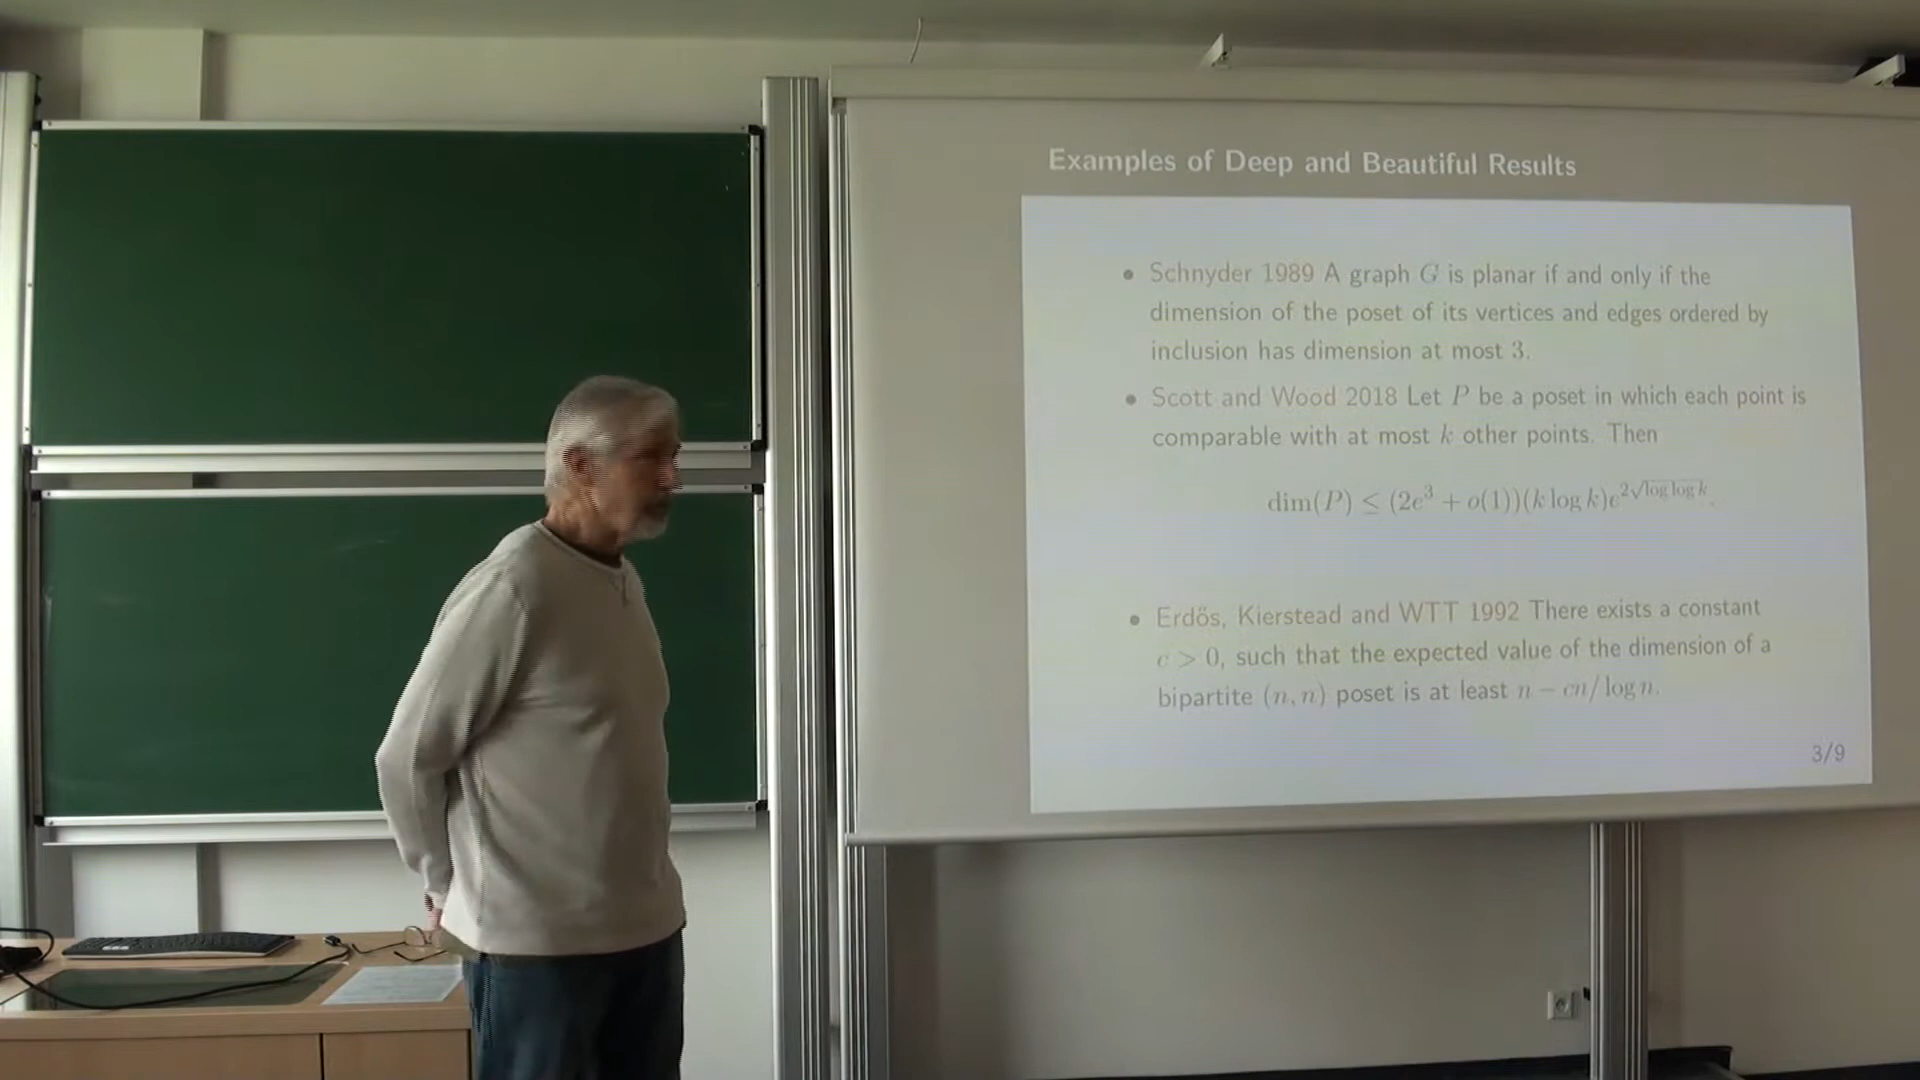 Examples of Deep and Beautiful Results
• Schnyder 1989 A graph G is planar if and only if the
dimension of the poset of its vertices and edges ordered by
inclusion has dimension at most 3.
• Scott and Wood 2018 Let P be a poset in which each point is
comparable with at most k other points. Then
dim(P) ≤ (2e³ + o(1))(k log k)e^{2√(log log k)}.
• Erdős, Kierstead and WTT 1992 There exists a constant
c > 0, such that the expected value of the dimension of a
bipartite (n, n) poset is at least n − cn/ log n.
3/9